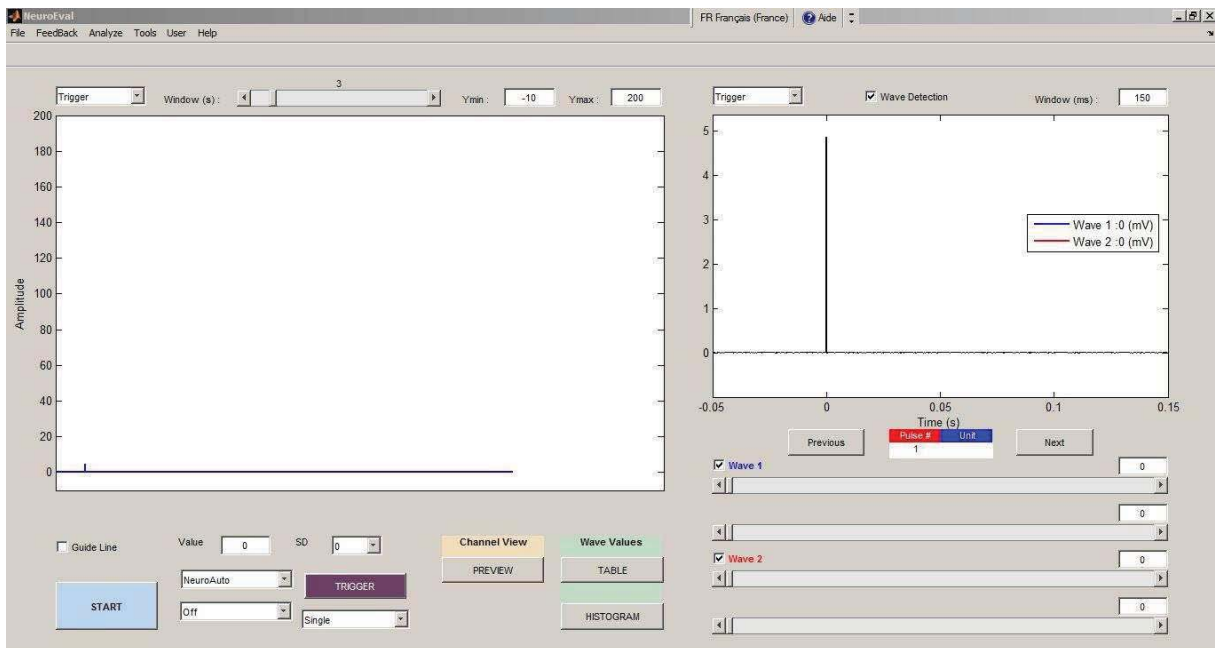 NeuroEval
FR Français (France) Aide
File FeedBack Analyze Tools User Help
Trigger
Window (s) :
3
Ymin : -10
Ymax : 200
Trigger
Wave Detection
Window (ms) : 150
200
180
160
140
120
100
80
60
40
20
0
Amplitude
5
4
3
2
1
0
Wave 1 :0 (mV)
Wave 2 :0 (mV)
-0.05 0 0.05 0.1 0.15
Time (s)
Previous
Pulse # Unit
1
Next
Wave 1
0
0
Wave 2
0
0
Guide Line
Value 0
SD 0
NeuroAuto
TRIGGER
START
Off
Single
Channel View
PREVIEW
Wave Values
TABLE
HISTOGRAM